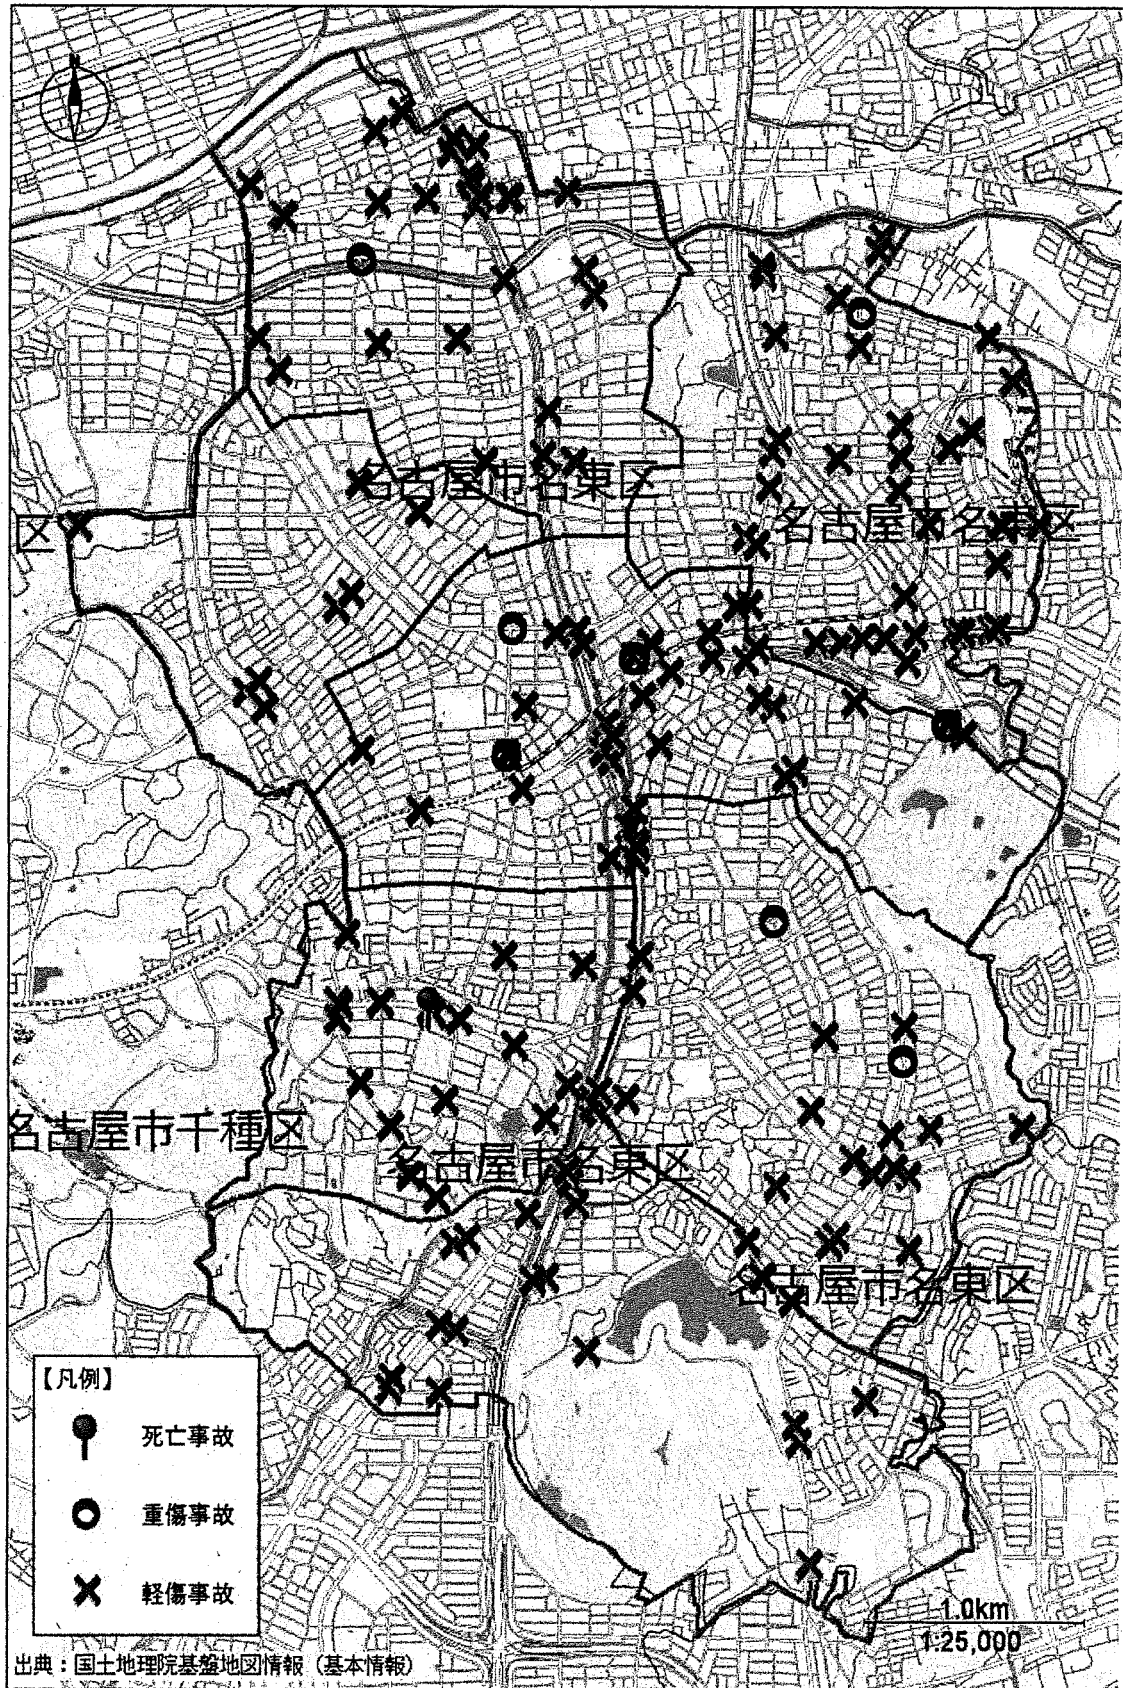 N
名古屋市名東区
名古屋市名東区
区
名古屋市千種区
名古屋市名東区
名古屋市名東区
【凡例】
死亡事故
重傷事故
軽傷事故
1.0km
1:25,000
出典：国土地理院基盤地図情報（基本情報）